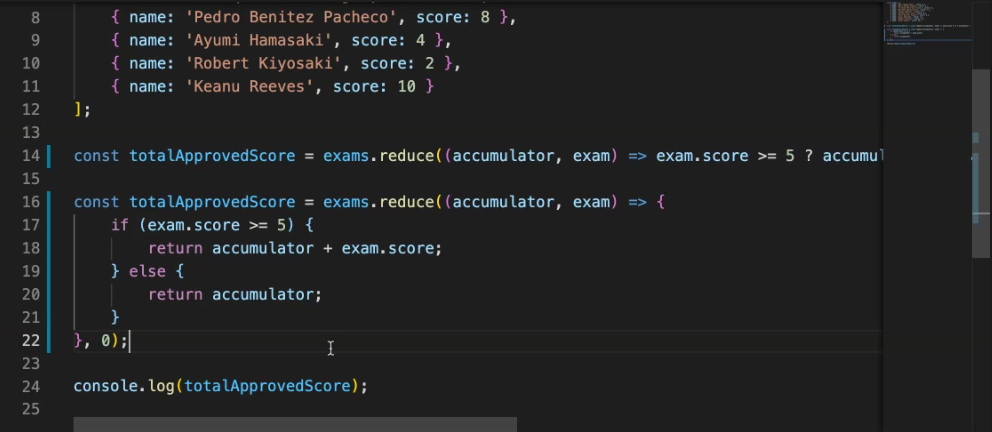 8 { name: 'Pedro Benitez Pacheco', score: 8 },
9 { name: 'Ayumi Hamasaki', score: 4 },
10 { name: 'Robert Kiyosaki', score: 2 },
11 { name: 'Keanu Reeves', score: 10 }
12 ];
13
14 const totalApprovedScore = exams.reduce((accumulator, exam) => exam.score >= 5 ? accumul
15
16 const totalApprovedScore = exams.reduce((accumulator, exam) => {
17 if (exam.score >= 5) {
18 return accumulator + exam.score;
19 } else {
20 return accumulator;
21 }
22 }, 0);
23
24 console.log(totalApprovedScore);
25